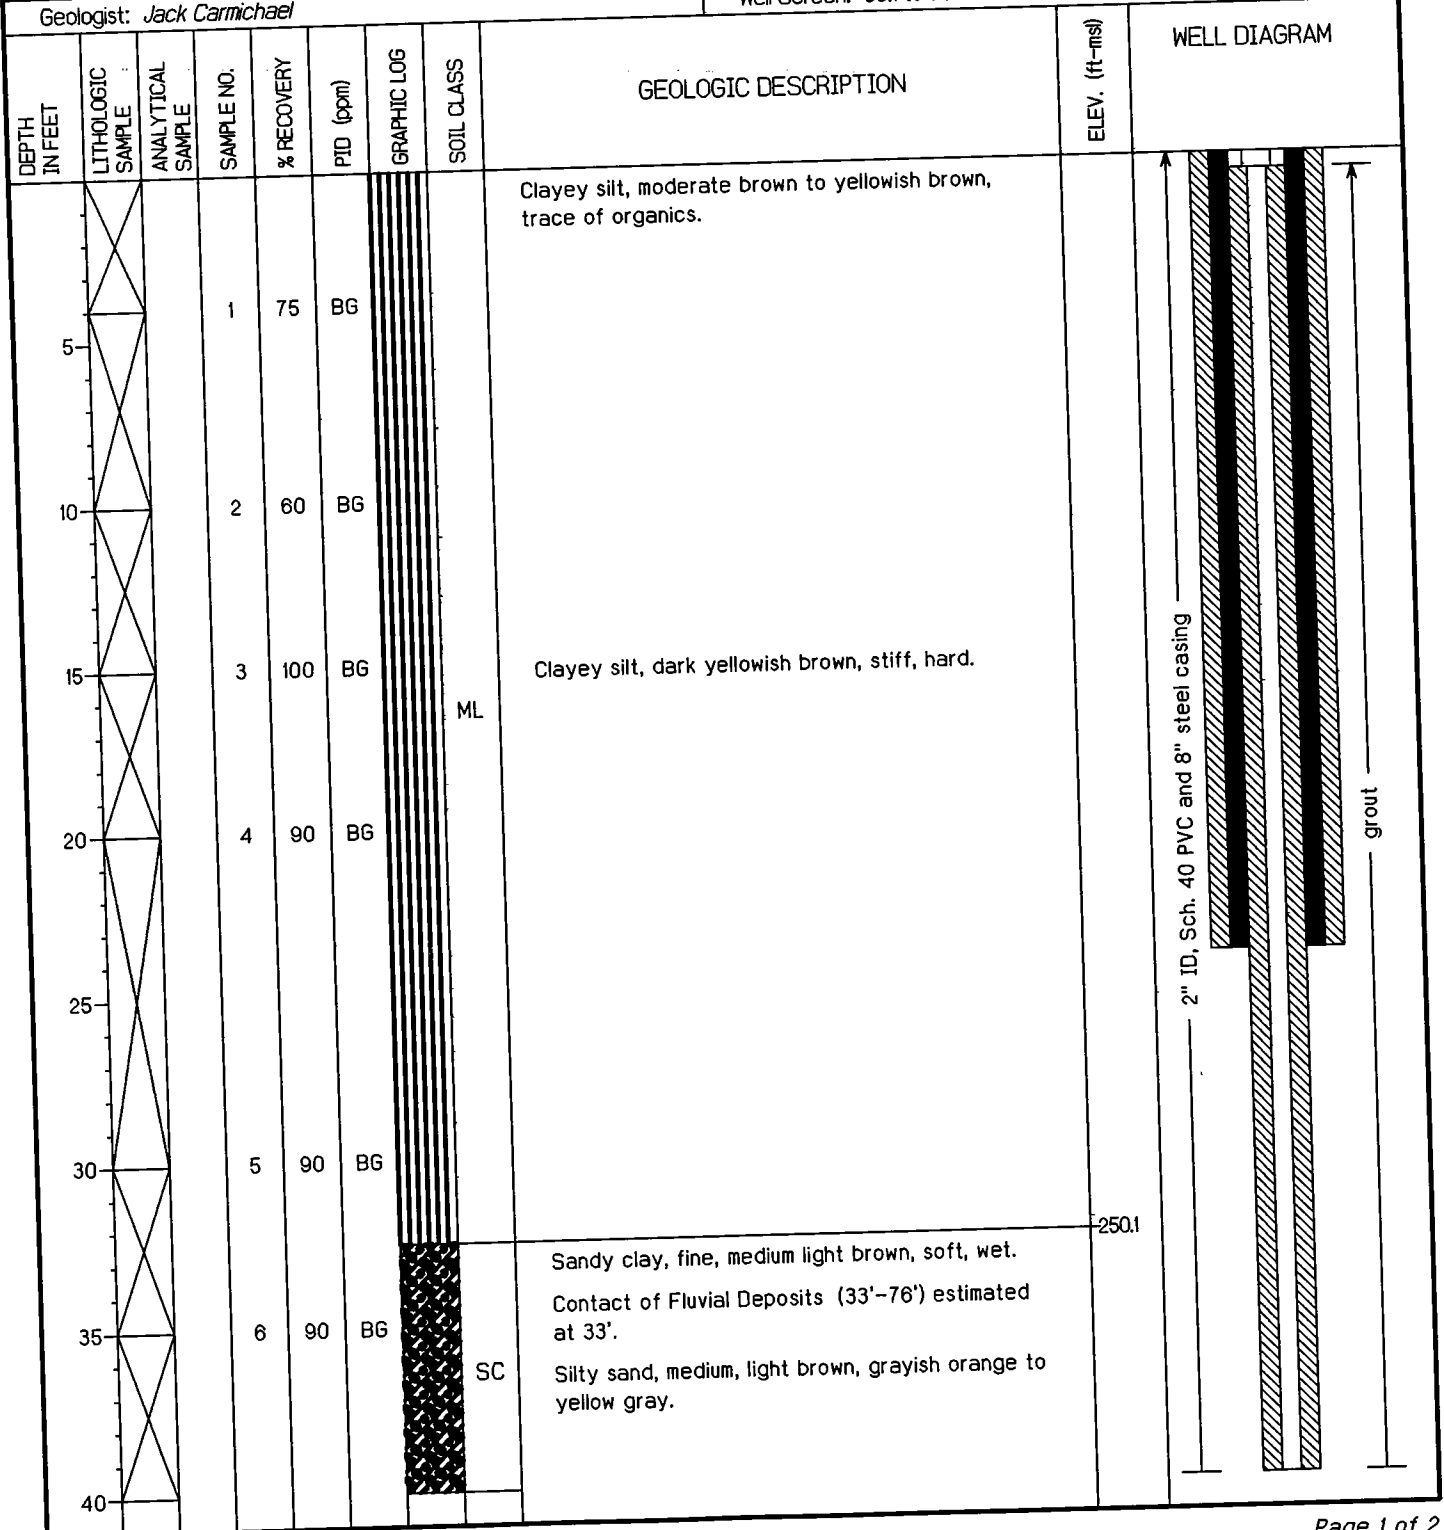 Geologist: Jack Carmichael
DEPTH IN FEET
LITHOLOGIC SAMPLE
ANALYTICAL SAMPLE
SAMPLE NO.
% RECOVERY
PID (ppm)
GRAPHIC LOG
SOIL CLASS
GEOLOGIC DESCRIPTION
ELEV. (ft-msl)
WELL DIAGRAM
Clayey silt, moderate brown to yellowish brown,
trace of organics.
1 75 BG
5
10 2 60 BG
15 3 100 BG Clayey silt, dark yellowish brown, stiff, hard.
ML
20 4 90 BG
25
30 5 90 BG
250.1
Sandy clay, fine, medium light brown, soft, wet.
Contact of Fluvial Deposits (33'-76') estimated
at 33'.
35 6 90 BG
SC
Silty sand, medium, light brown, grayish orange to
yellow gray.
40
2" ID, Sch. 40 PVC and 8" steel casing
grout
Page 1 of 2